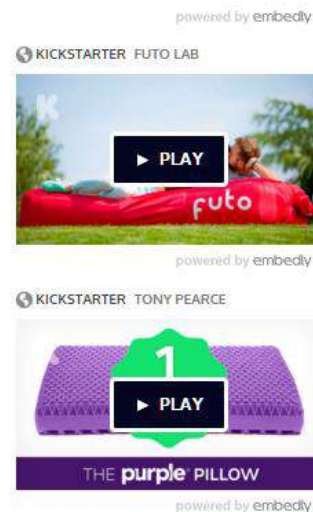 powered by embedly
KICKSTARTER FUTO LAB
K
► PLAY
futo
powered by embedly
KICKSTARTER TONY PEARCE
1
► PLAY
THE purple PILLOW
powered by embedly